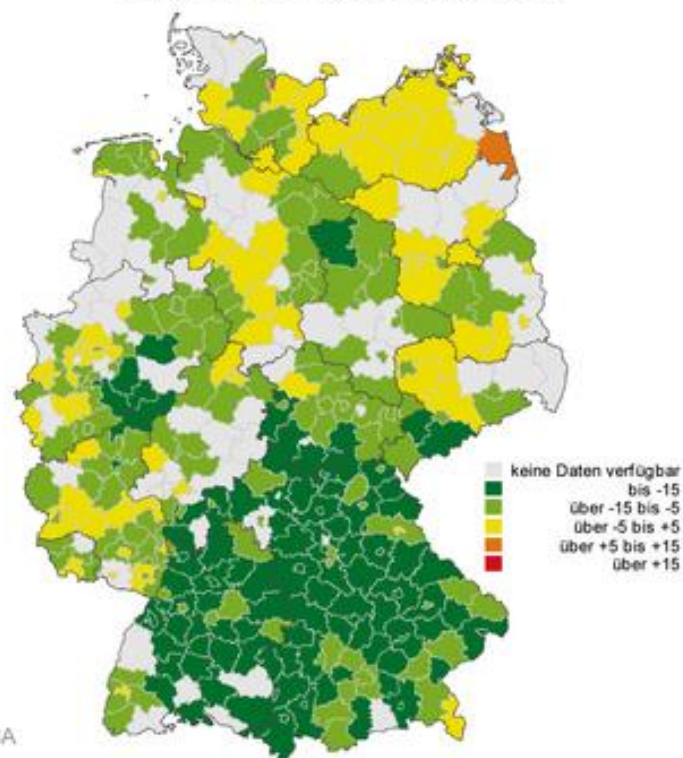 keine Daten verfügbar
bis -15
über -15 bis -5
über -5 bis +5
über +5 bis +15
über +15